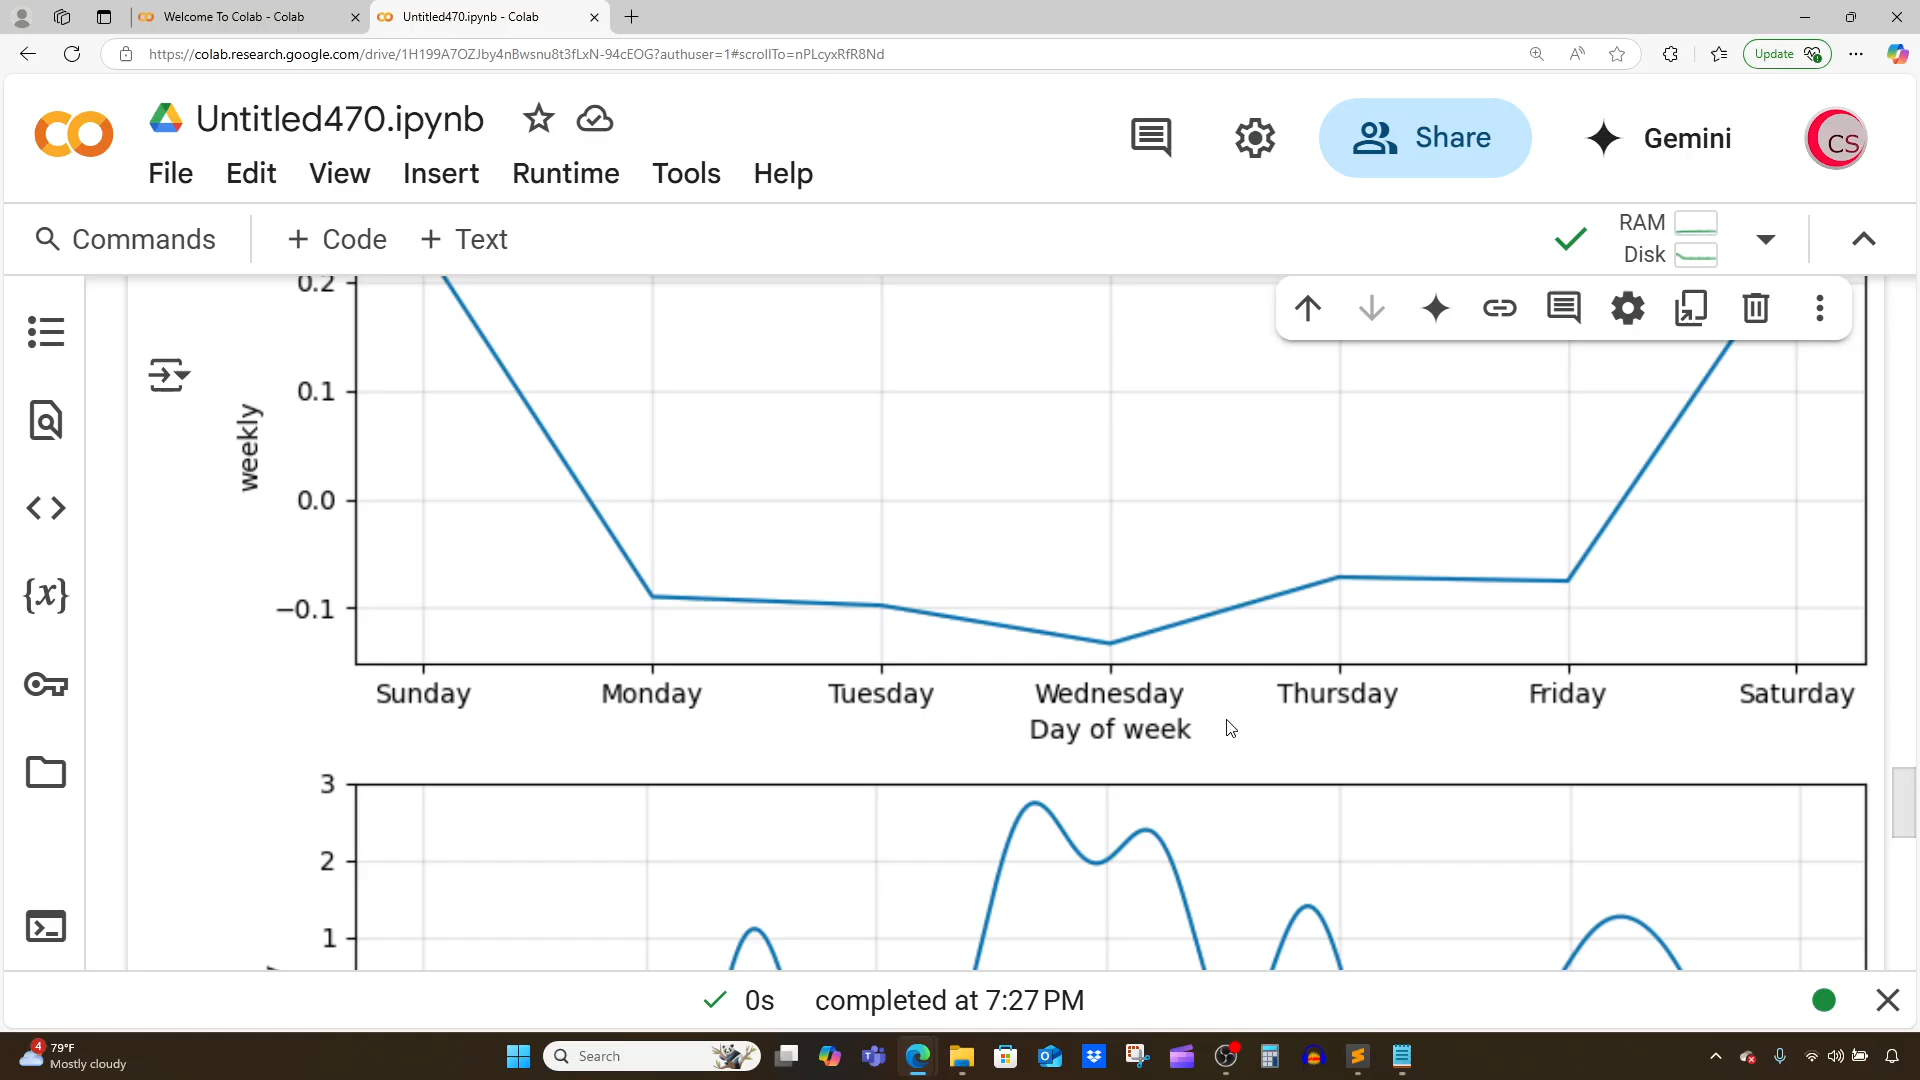 Welcome To Colab - Colab
Untitled470.ipynb - Colab
https://colab.research.google.com/drive/1H199A7OZJby4nBwsnu8t3fLxN-94cEOG?authuser=1#scrollTo=nPLcyxRfR8Nd
Update
Untitled470.ipynb
Share
Gemini
CS
File Edit View Insert Runtime Tools Help
Commands
+ Code + Text
RAM
Disk
0.2
0.1
0.0
−0.1
weekly
Sunday Monday Tuesday Wednesday Thursday Friday Saturday
Day of week
3
2
1
0s completed at 7:27 PM
4
79°F
Mostly cloudy
Search